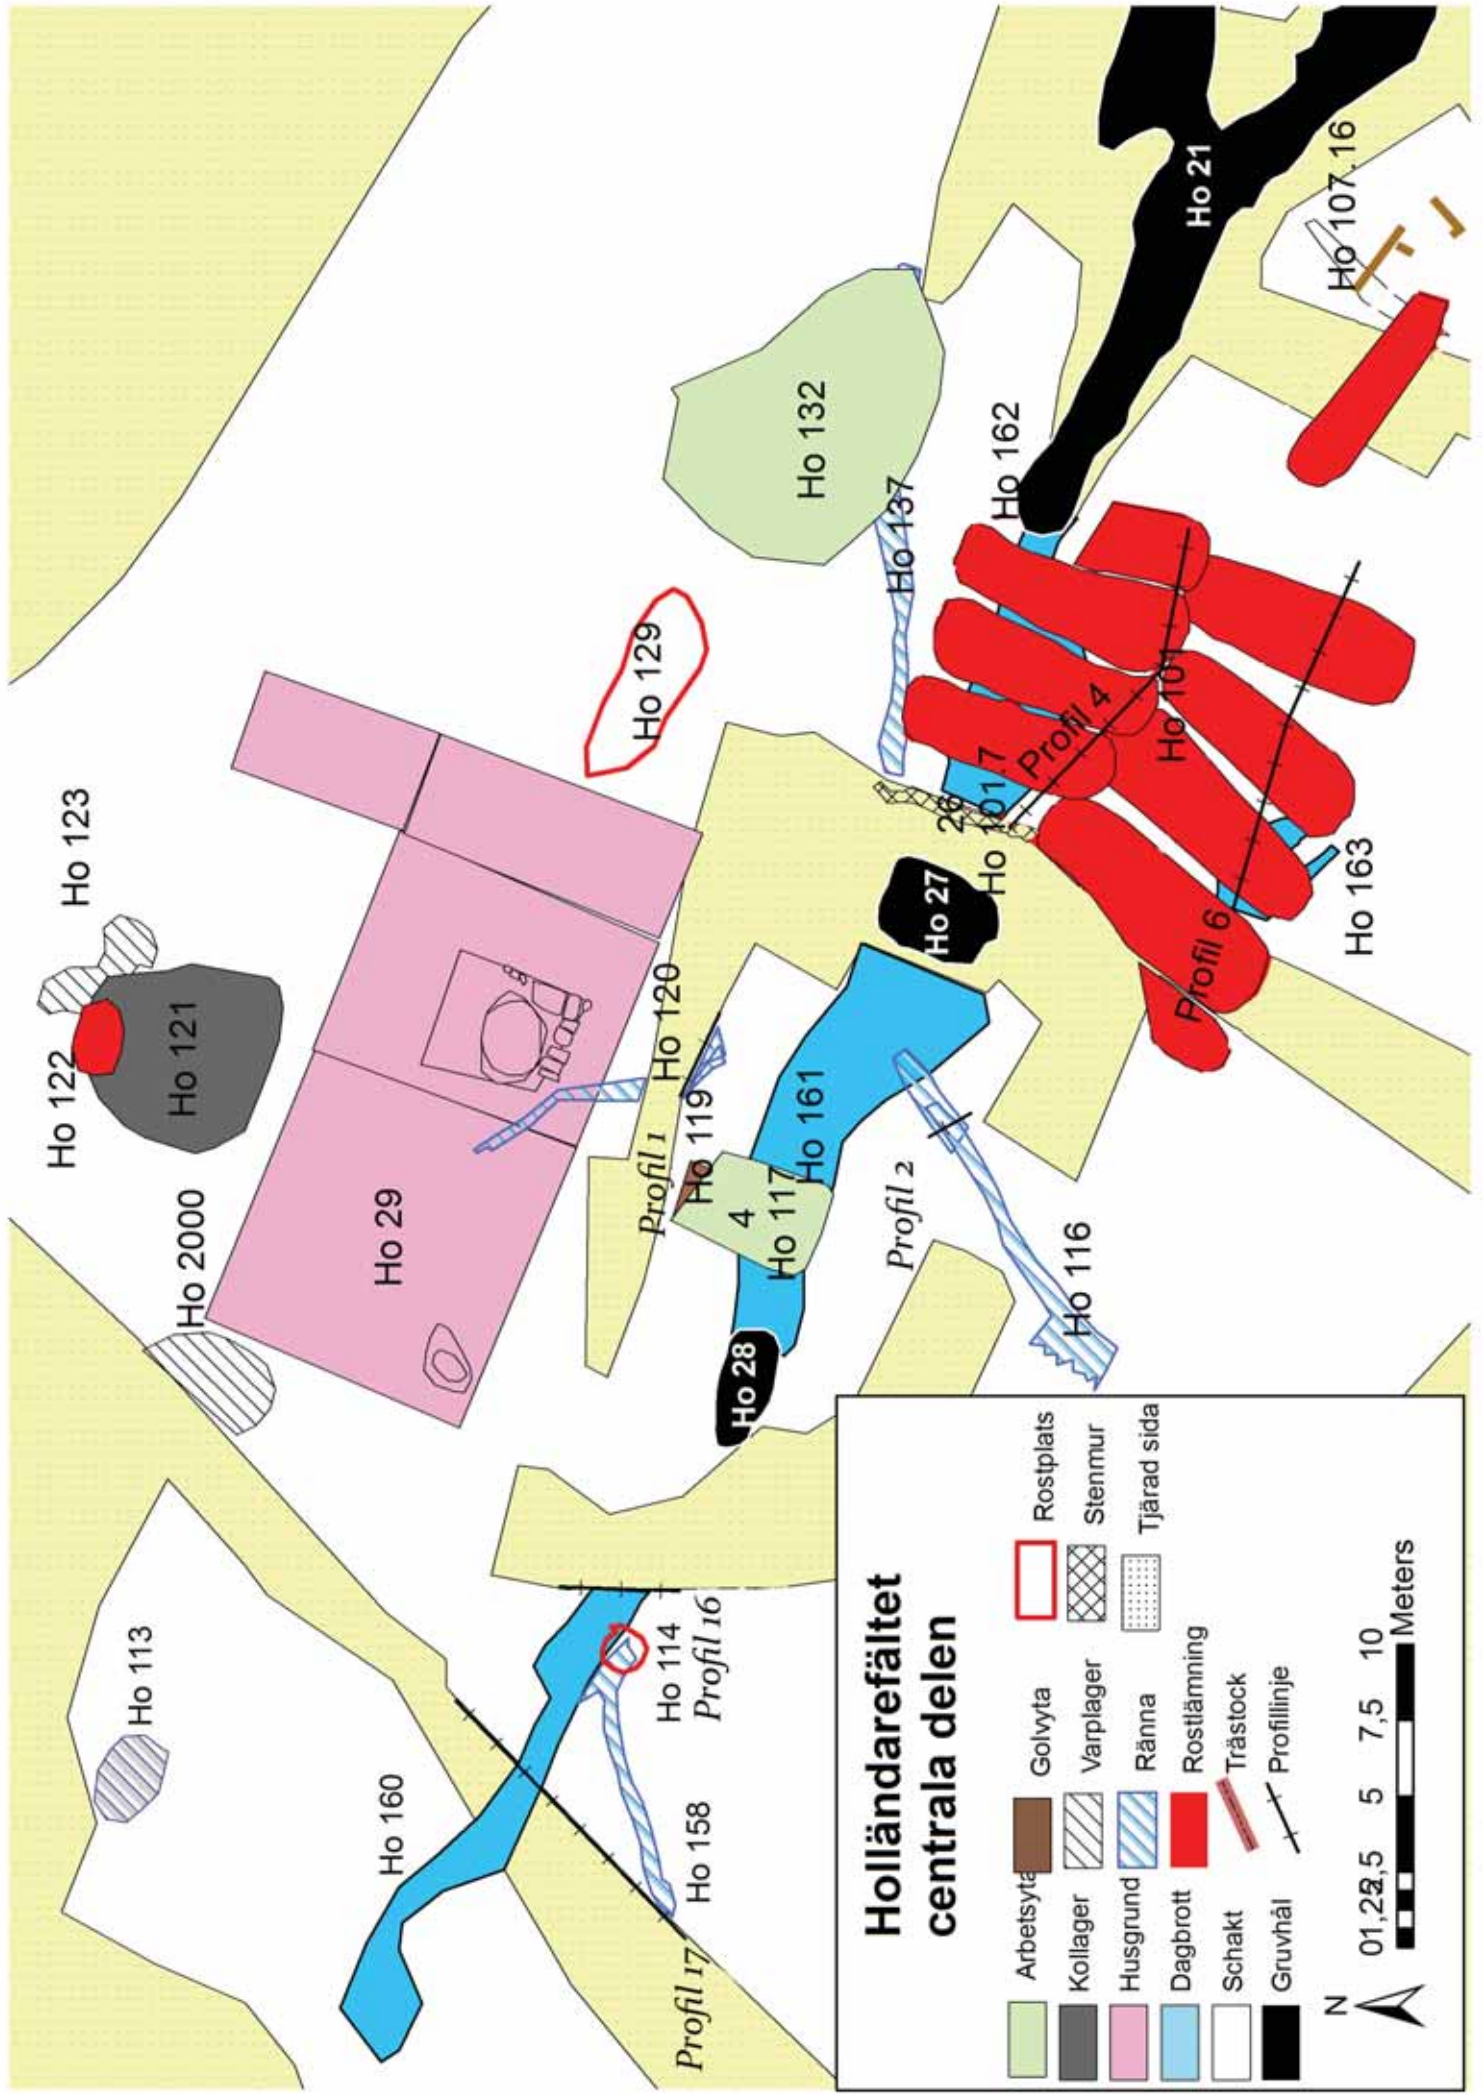 Ho 113
Ho 2000
Ho 122
Ho 121
Ho 123
Ho 160
Ho 29
Ho 129
Ho 132
Profil 17
Ho 158
Ho 114
Profil 16
Profil 1
Ho 119
Ho 120
Ho 28
4
Ho 117
Ho 161
Profil 2
Ho 116
Ho 27
26
Ho 101.7
Ho 137
Ho 162
Profil 4
Ho 101
Profil 6
Ho 163
Ho 21
Ho 107.16
Holländarefältet
centrala delen
Arbetsyta
Kollager
Husgrund
Dagbrott
Schakt
Gruvhål
Golvyta
Varplager
Ränna
Rostlämning
Trästock
Profillinje
Rostplats
Stenmur
Tjärad sida
N
01,252,5 5 7,5 10
Meters